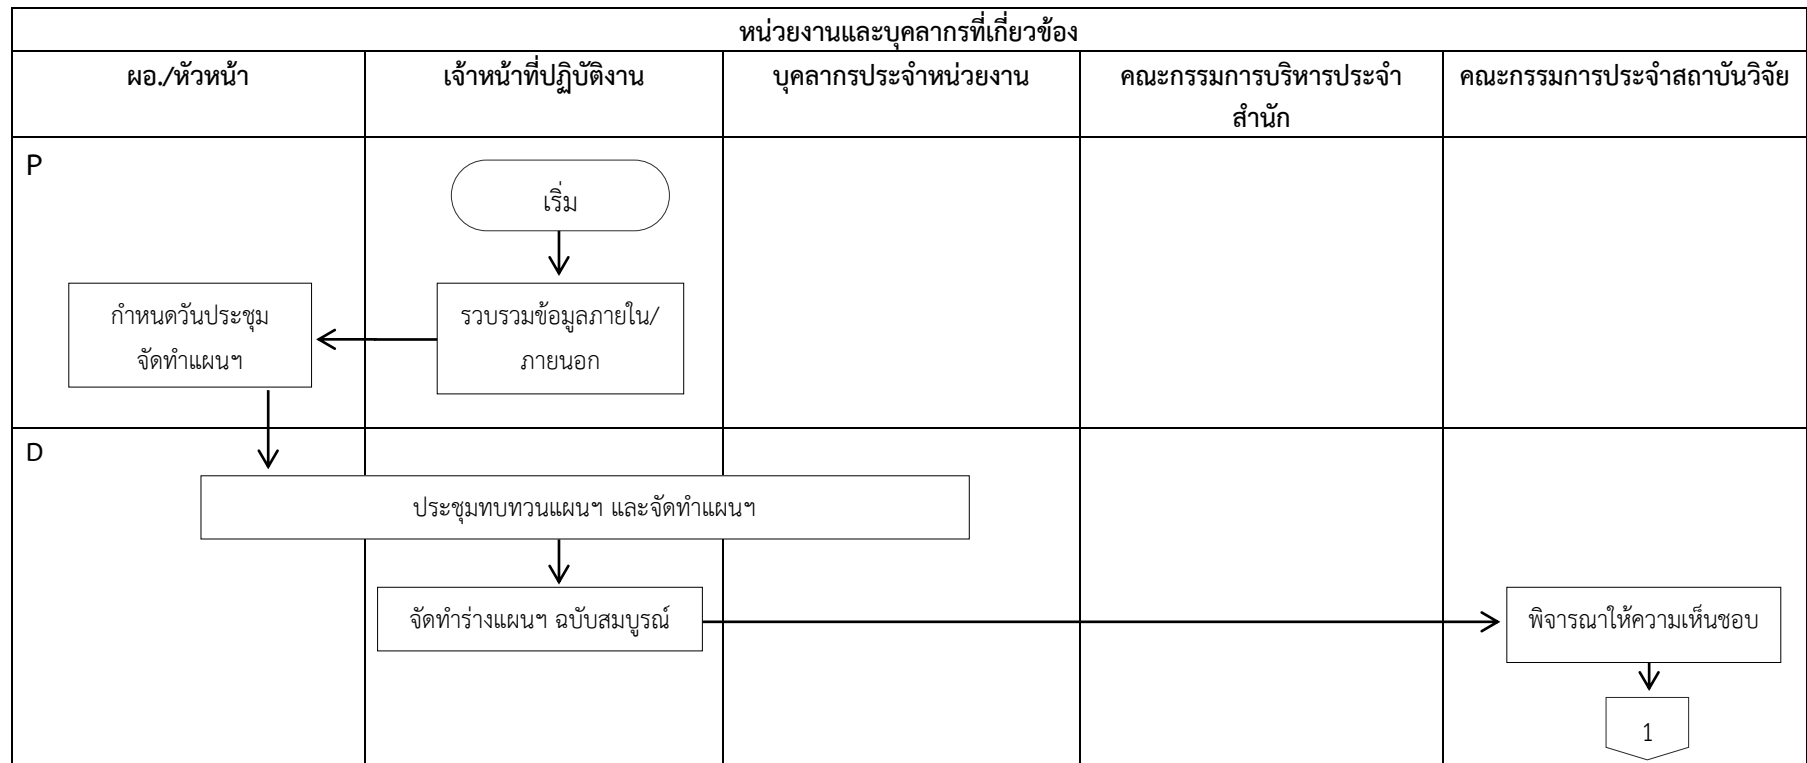 หน่วยงานและบุคลากรที่เกี่ยวข้อง
ผอ./หัวหน้า
เจ้าหน้าที่ปฏิบัติงาน
บุคลากรประจำหน่วยงาน
คณะกรรมการบริหารประจำ
สำนัก
คณะกรรมการประจำสถาบันวิจัย
P
เริ่ม
กำหนดวันประชุม
จัดทำแผนฯ
รวบรวมข้อมูลภายใน/
ภายนอก
D
ประชุมทบทวนแผนฯ และจัดทำแผนฯ
จัดทำร่างแผนฯ ฉบับสมบูรณ์
พิจารณาให้ความเห็นชอบ
1